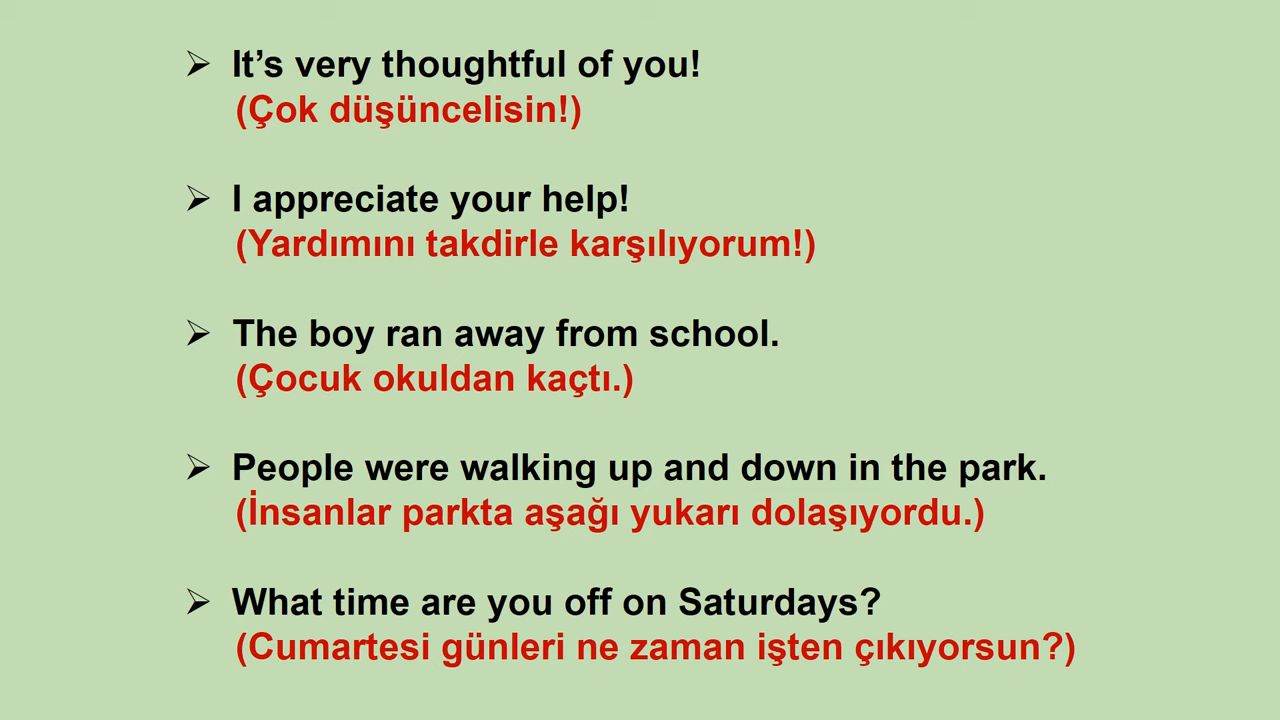 ➢ It’s very thoughtful of you!
(Çok düşüncelisin!)
➢ I appreciate your help!
(Yardımını takdirle karşılıyorum!)
➢ The boy ran away from school.
(Çocuk okuldan kaçtı.)
➢ People were walking up and down in the park.
(İnsanlar parkta aşağı yukarı dolaşıyordu.)
➢ What time are you off on Saturdays?
(Cumartesi günleri ne zaman işten çıkıyorsun?)